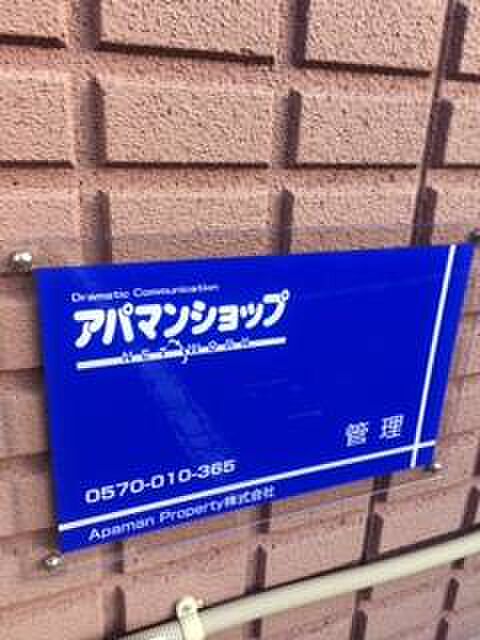 Dramatic Communication
アパマンショップ
NETWORK
管理
0570-010-365
Apaman Property株式会社